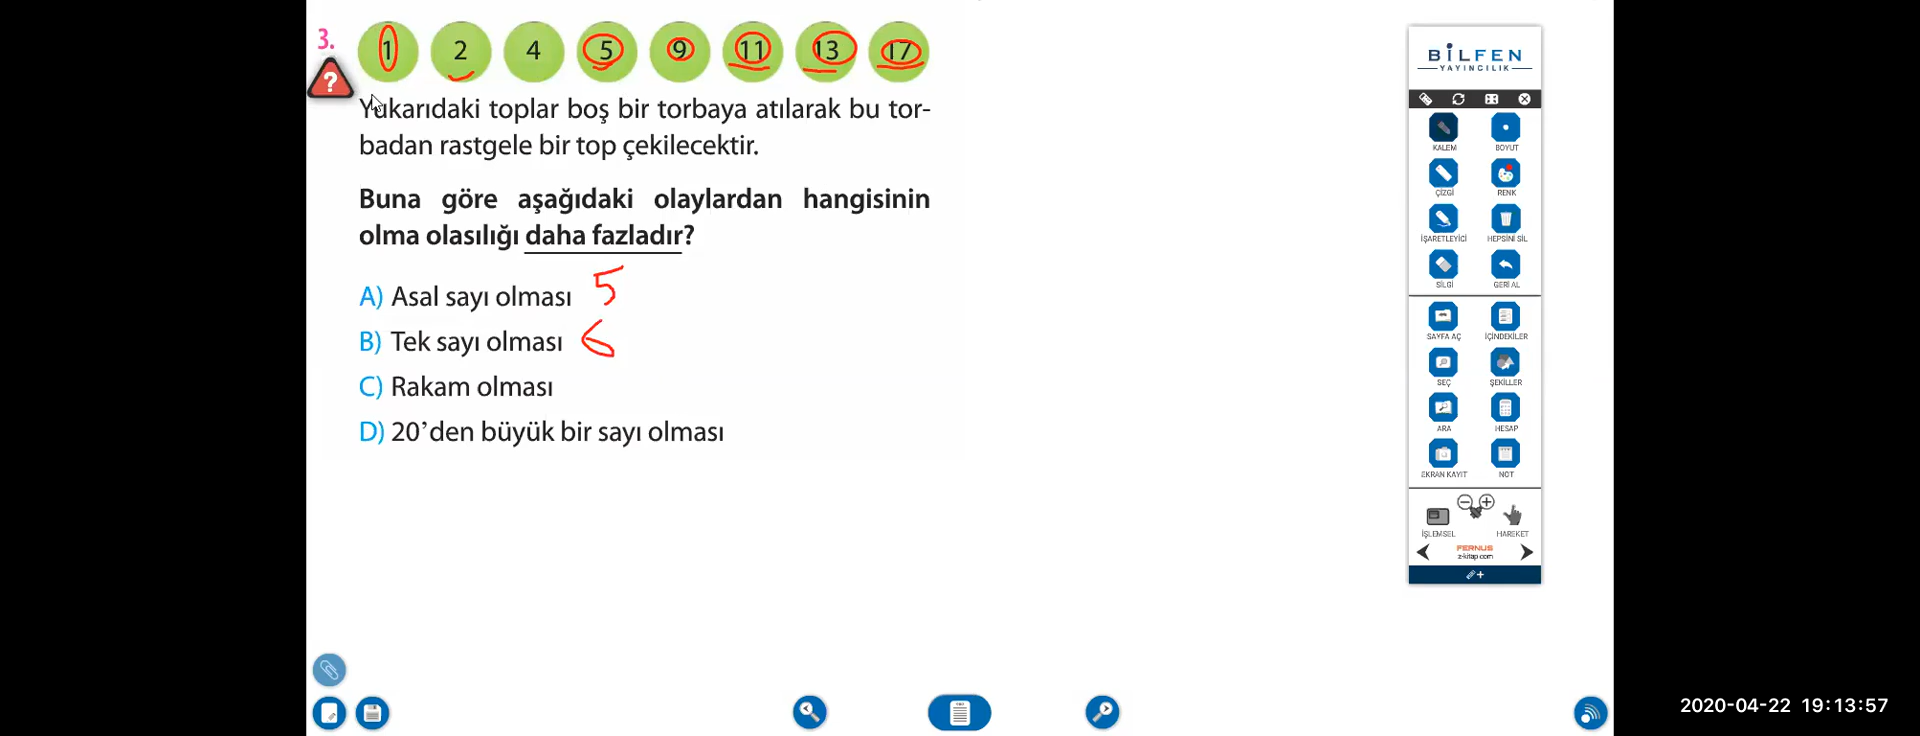 3. 1 2 4 5 9 11 13 17
?
Yukarıdaki toplar boş bir torbaya atılarak bu tor-
badan rastgele bir top çekilecektir.
Buna göre aşağıdaki olaylardan hangisinin
olma olasılığı daha fazladır?
A) Asal sayı olması 5
B) Tek sayı olması 6
C) Rakam olması
D) 20'den büyük bir sayı olması
BİLFEN
YAYINCILIK
KALEM BOYUT
ÇİZGİ RENK
İŞARETLEYİCİ HEPSİNİ SİL
SİLGİ GERİ AL
SAYFA AÇ İÇİNDEKİLER
SEÇ ŞEKİLLER
ARA HESAP
EKRAN KAYIT NOT
İŞLEMSEL HAREKET
FERNUS
z-kitap.com
2020-04-22 19:13:57